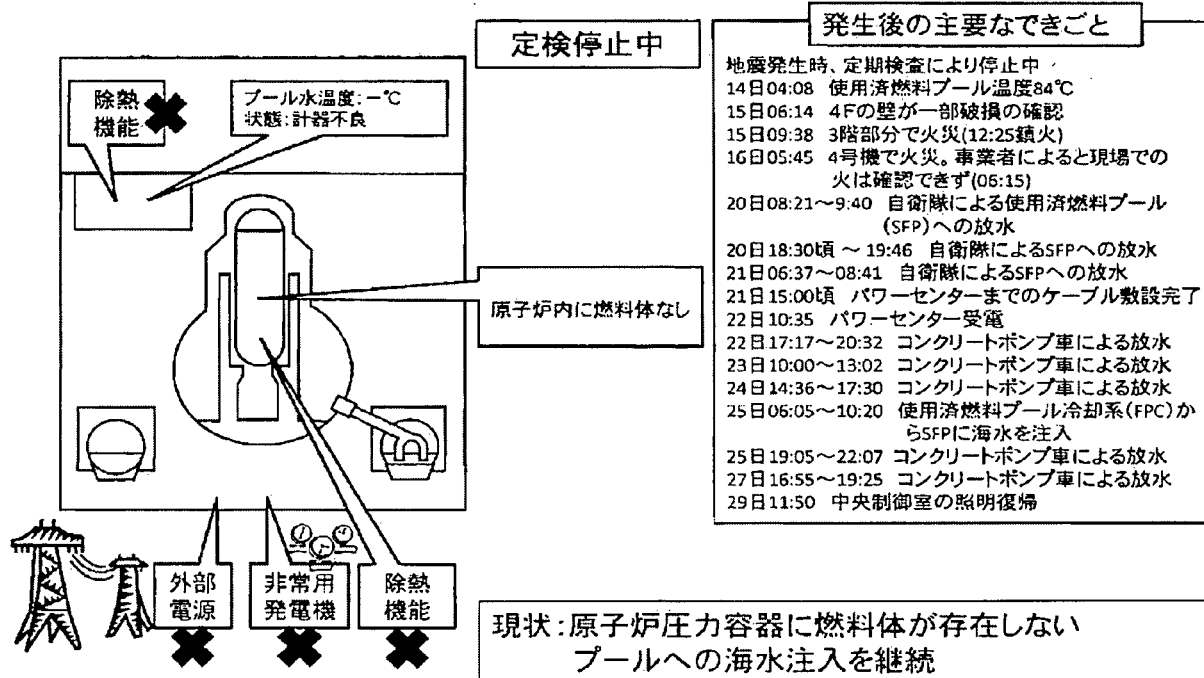 定検停止中
除熱
機能
プール水温度:－℃
状態:計器不良
原子炉内に燃料体なし
外部
電源
非常用
発電機
除熱
機能
発生後の主要なできごと
地震発生時、定期検査により停止中
14日04:08 使用済燃料プール温度84℃
15日06:14 4Fの壁が一部破損の確認
15日09:38 3階部分で火災(12:25鎮火)
16日05:45 4号機で火災。事業者によると現場での
火は確認できず(06:15)
20日08:21～9:40 自衛隊による使用済燃料プール
(SFP)への放水
20日18:30頃 ～ 19:46 自衛隊によるSFPへの放水
21日06:37～08:41 自衛隊によるSFPへの放水
21日15:00頃 パワーセンターまでのケーブル敷設完了
22日10:35 パワーセンター受電
22日17:17～20:32 コンクリートポンプ車による放水
23日10:00～13:02 コンクリートポンプ車による放水
24日14:36～17:30 コンクリートポンプ車による放水
25日06:05～10:20 使用済燃料プール冷却系(FPC)か
らSFPに海水を注入
25日19:05～22:07 コンクリートポンプ車による放水
27日16:55～19:25 コンクリートポンプ車による放水
29日11:50 中央制御室の照明復帰
現状:原子炉圧力容器に燃料体が存在しない
プールへの海水注入を継続